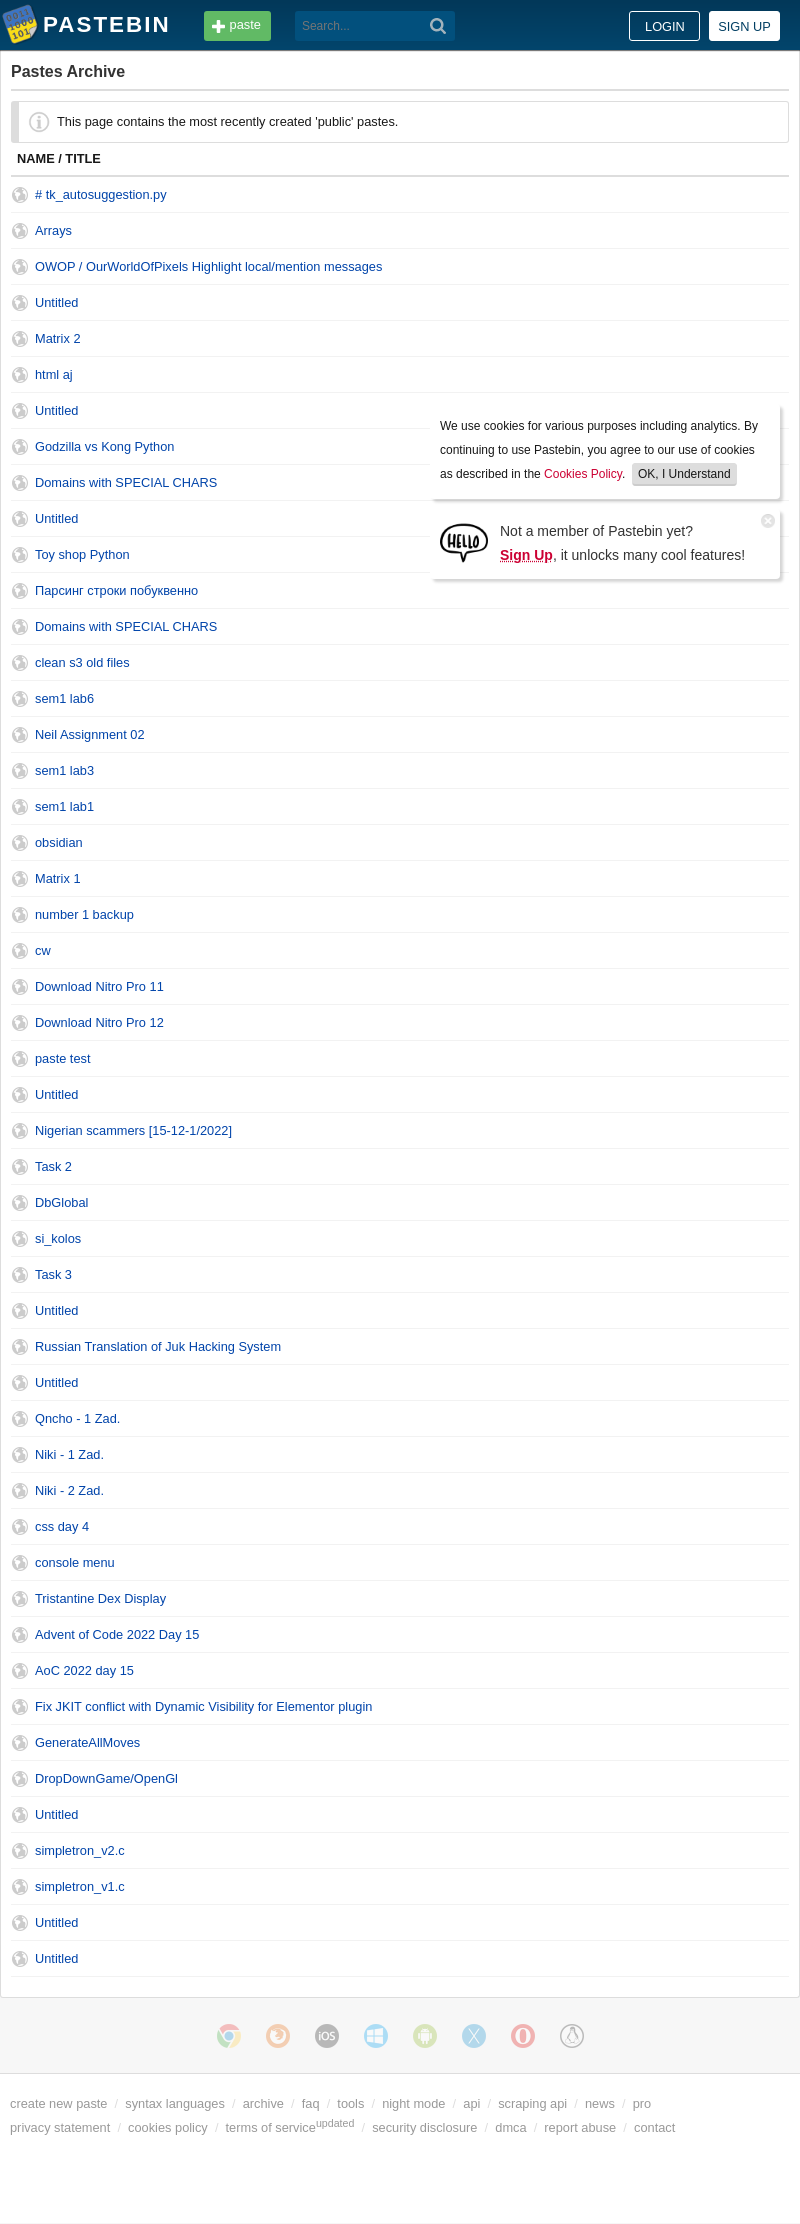 PASTEBIN
paste
Search...
LOGIN
SIGN UP
Pastes Archive
This page contains the most recently created 'public' pastes.
NAME / TITLE
# tk_autosuggestion.py
Arrays
OWOP / OurWorldOfPixels Highlight local/mention messages
Untitled
Matrix 2
html aj
Untitled
Godzilla vs Kong Python
Domains with SPECIAL CHARS
Untitled
Toy shop Python
Парсинг строки побуквенно
Domains with SPECIAL CHARS
clean s3 old files
sem1 lab6
Neil Assignment 02
sem1 lab3
sem1 lab1
obsidian
Matrix 1
number 1 backup
cw
Download Nitro Pro 11
Download Nitro Pro 12
paste test
Untitled
Nigerian scammers [15-12-1/2022]
Task 2
DbGlobal
si_kolos
Task 3
Untitled
Russian Translation of Juk Hacking System
Untitled
Qncho - 1 Zad.
Niki - 1 Zad.
Niki - 2 Zad.
css day 4
console menu
Tristantine Dex Display
Advent of Code 2022 Day 15
AoC 2022 day 15
Fix JKIT conflict with Dynamic Visibility for Elementor plugin
GenerateAllMoves
DropDownGame/OpenGl
Untitled
simpletron_v2.c
simpletron_v1.c
Untitled
Untitled
We use cookies for various purposes including analytics. By
continuing to use Pastebin, you agree to our use of cookies
as described in the Cookies Policy. OK, I Understand
HELLO
Not a member of Pastebin yet?
Sign Up, it unlocks many cool features!
iOS
create new paste / syntax languages / archive / faq / tools / night mode / api / scraping api / news / pro
privacy statement / cookies policy / terms of service updated / security disclosure / dmca / report abuse / contact